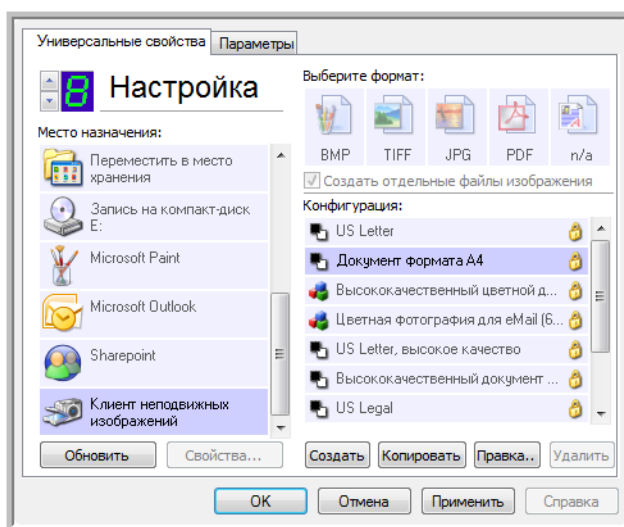 Универсальные свойства
Параметры
8
Настройка
Место назначения:
Переместить в место
хранения
Запись на компакт-диск
E:
Microsoft Paint
Microsoft Outlook
Sharepoint
Клиент неподвижных
изображений
Обновить
Свойства...
Выберите формат:
BMP
TIFF
JPG
PDF
n/a
Создать отдельные файлы изображения
Конфигурация:
US Letter
Документ формата A4
Высококачественный цветной д...
Цветная фотография для eMail (6...
US Letter, высокое качество
Высококачественный документ ...
US Legal
Создать
Копировать
Правка..
Удалить
OK
Отмена
Применить
Справка